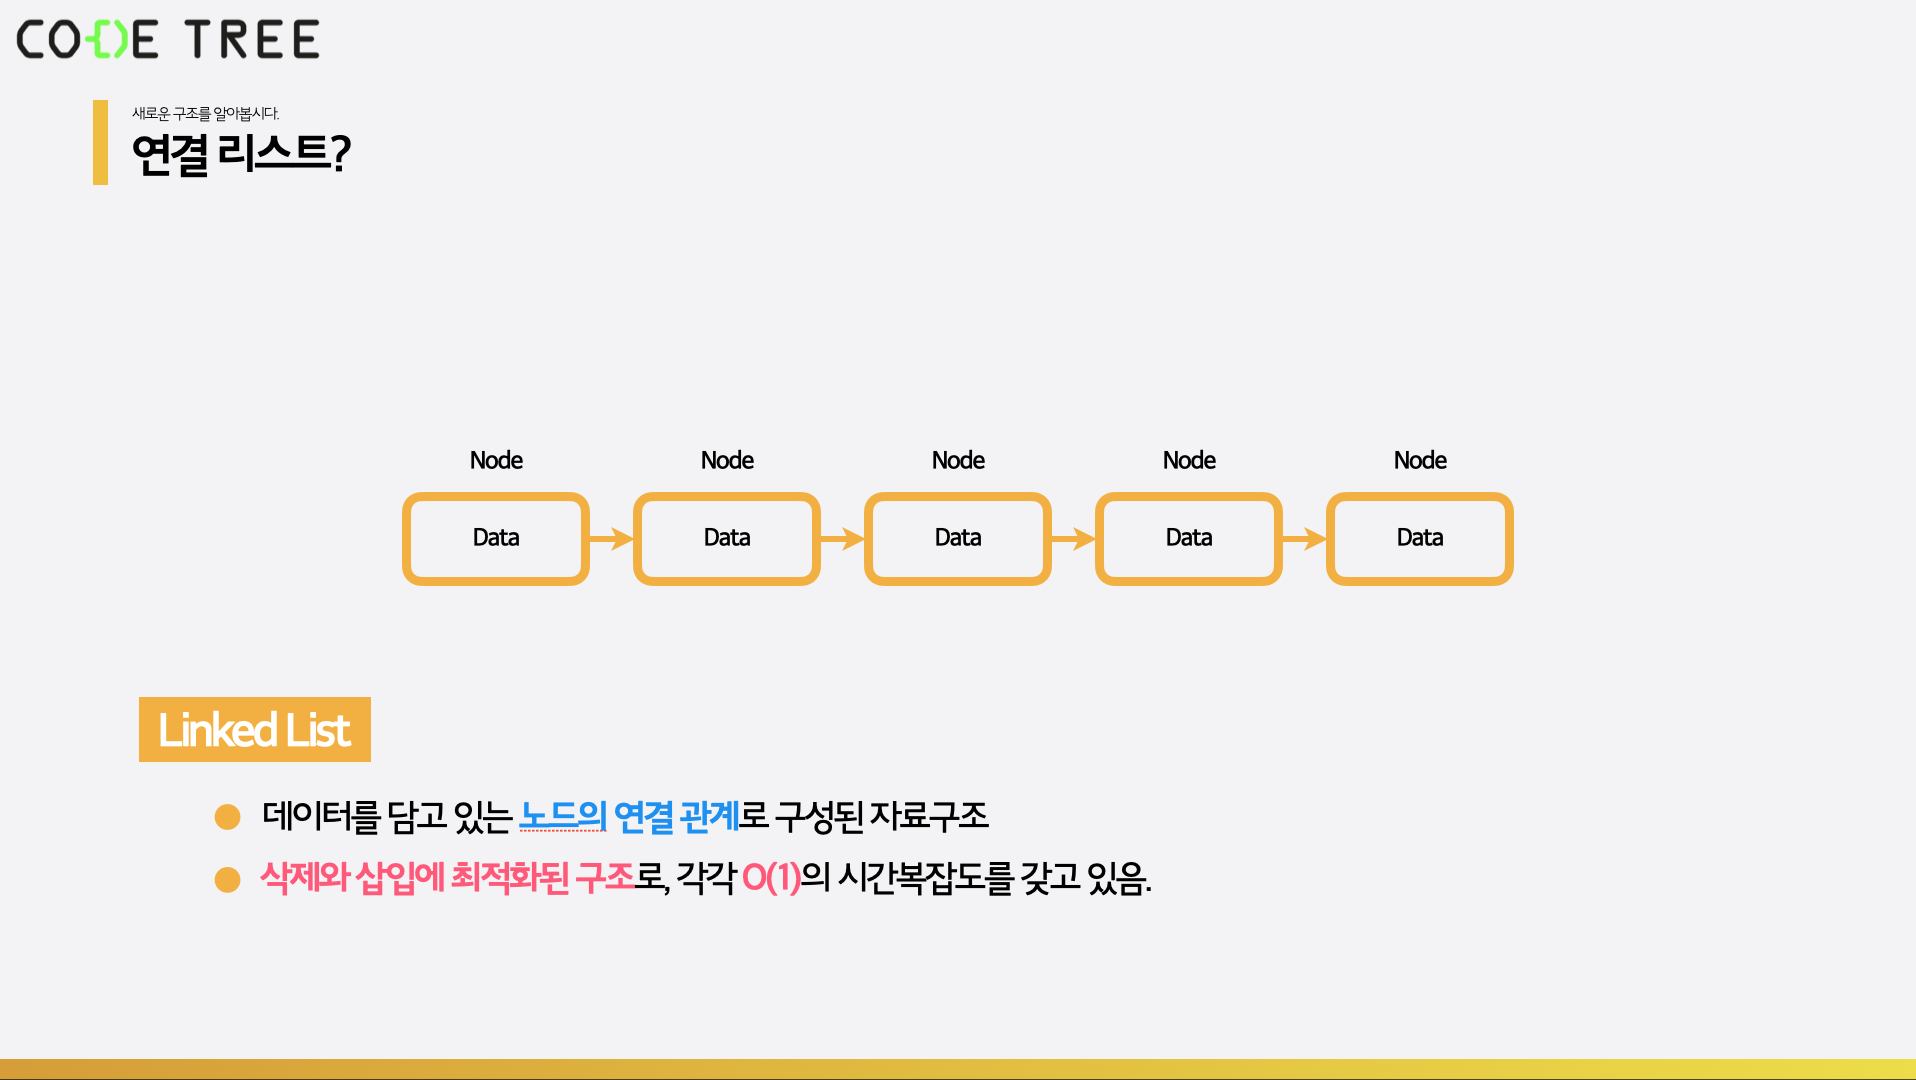 CODE TREE
새로운 구조를 알아봅시다.
연결 리스트?
Node Node Node Node Node
Data Data Data Data Data
Linked List
데이터를 담고 있는 노드의 연결 관계로 구성된 자료구조
삭제와 삽입에 최적화된 구조로, 각각 O(1)의 시간복잡도를 갖고 있음.